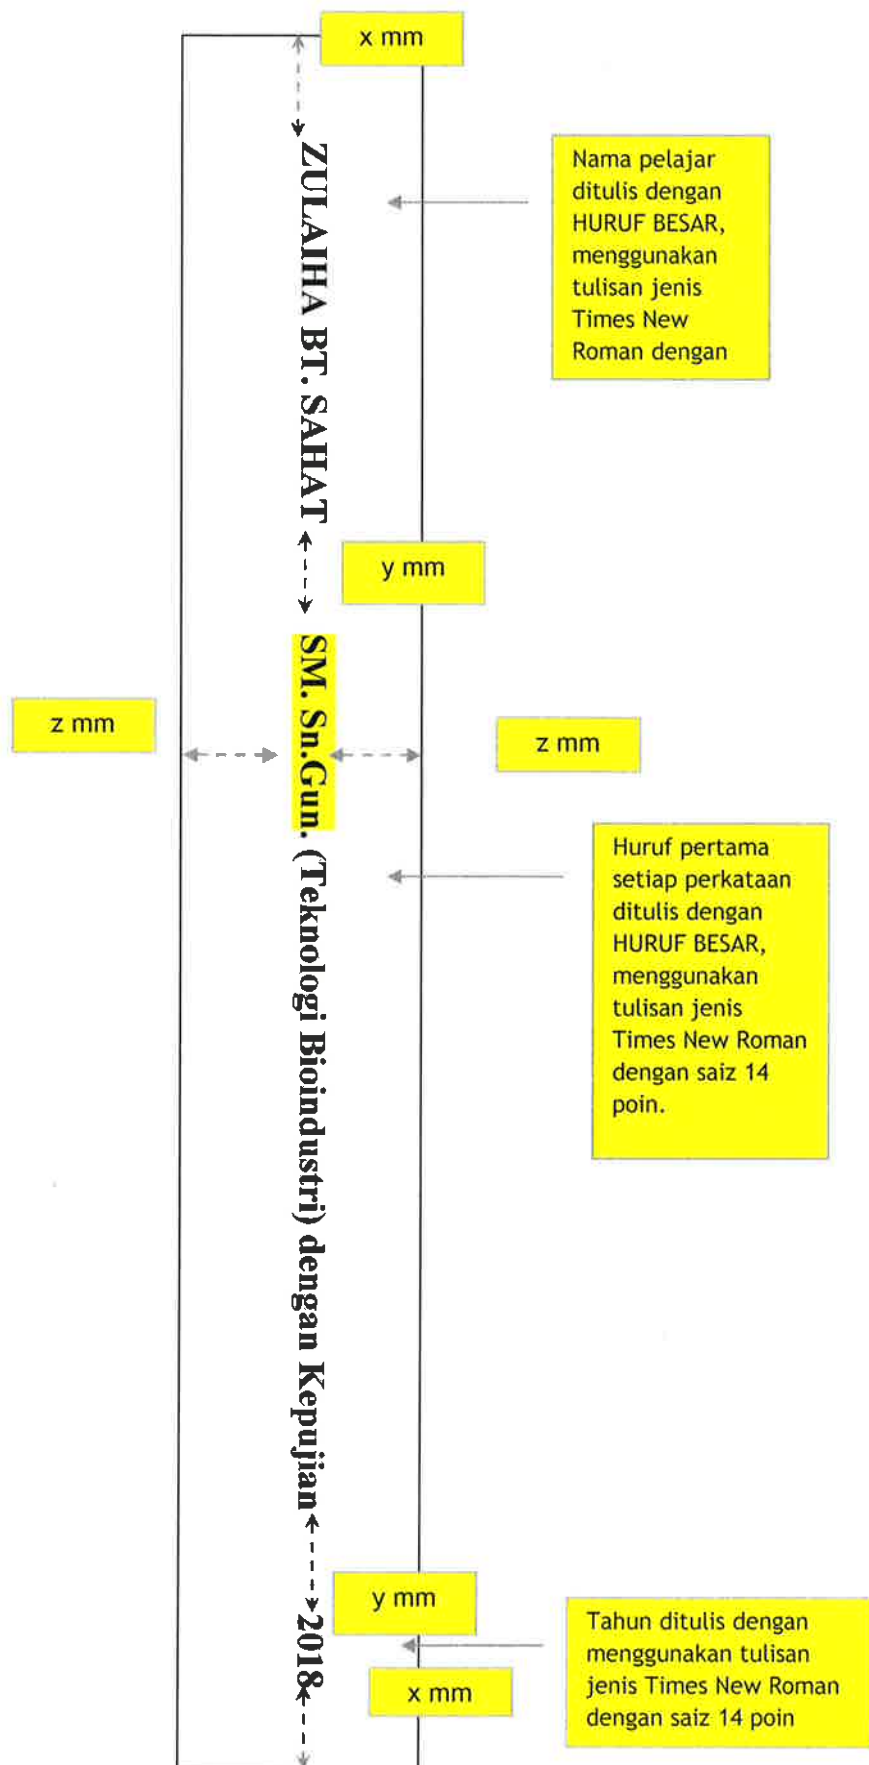 x mm
Nama pelajar
ditulis dengan
HURUF BESAR,
menggunakan
tulisan jenis
Times New
Roman dengan
ZULAIHA BT. SAHAT
y mm
SM. Sn.Gun. (Teknologi Bioindustri) dengan Kepujian
z mm
z mm
Huruf pertama
setiap perkataan
ditulis dengan
HURUF BESAR,
menggunakan
tulisan jenis
Times New Roman
dengan saiz 14
poin.
y mm
2018
Tahun ditulis dengan
menggunakan tulisan
jenis Times New Roman
dengan saiz 14 poin
x mm